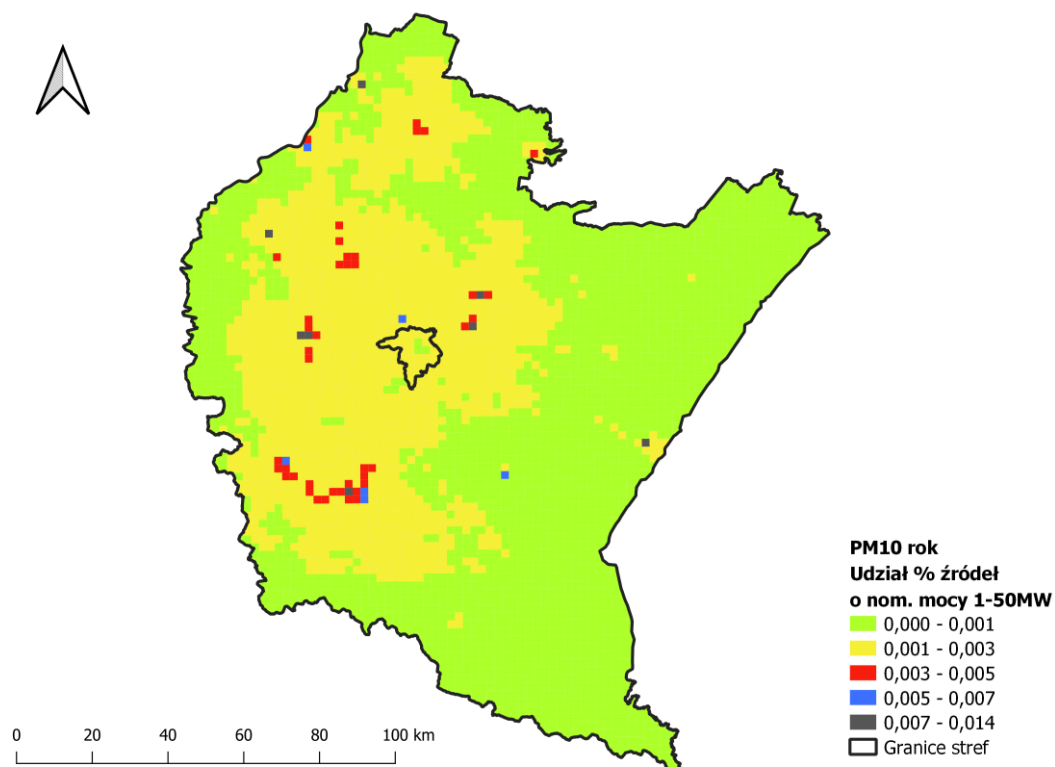 PM10 rok
Udział % źródeł
o nom. mocy 1-50MW
0,000 - 0,001
0,001 - 0,003
0,003 - 0,005
0,005 - 0,007
0,007 - 0,014
Granice stref
0 20 40 60 80 100 km